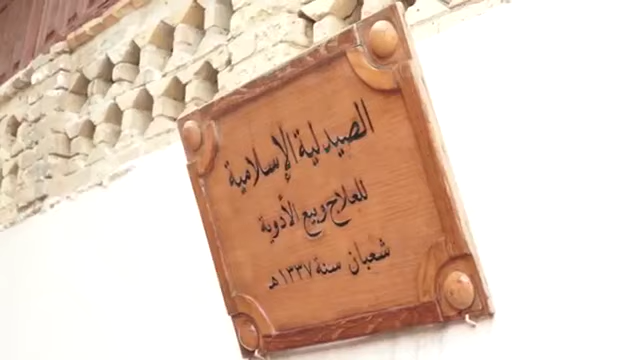 الصيدلية الإسلامية
للعلاج وبيع الأدوية
شعبان سنة ١٣٣٧هـ